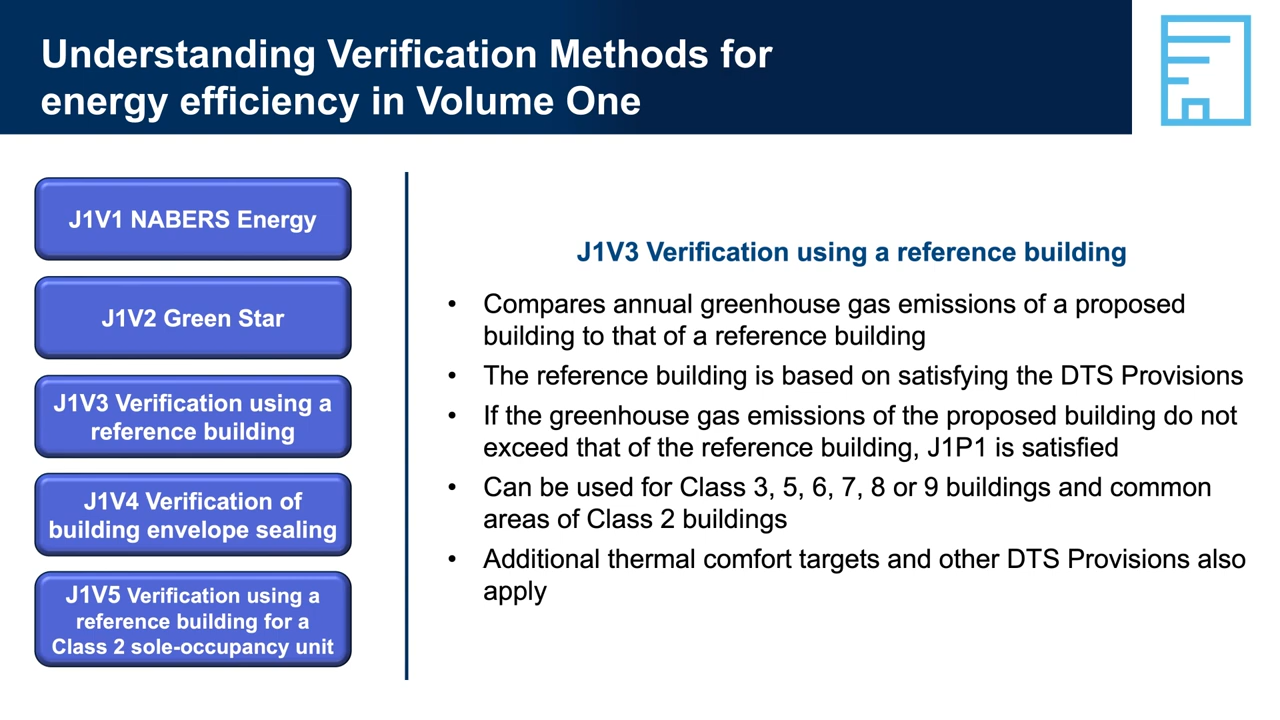 Understanding Verification Methods for
energy efficiency in Volume One
J1V1 NABERS Energy
J1V2 Green Star
J1V3 Verification using a
reference building
J1V4 Verification of
building envelope sealing
J1V5 Verification using a
reference building for a
Class 2 sole-occupancy unit
J1V3 Verification using a reference building
• Compares annual greenhouse gas emissions of a proposed
building to that of a reference building
• The reference building is based on satisfying the DTS Provisions
• If the greenhouse gas emissions of the proposed building do not
exceed that of the reference building, J1P1 is satisfied
• Can be used for Class 3, 5, 6, 7, 8 or 9 buildings and common
areas of Class 2 buildings
• Additional thermal comfort targets and other DTS Provisions also
apply